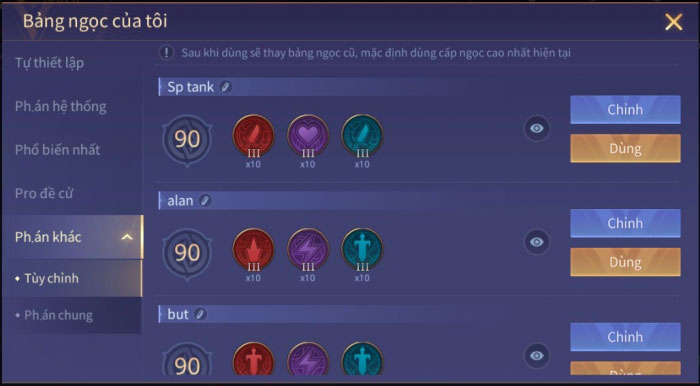 Bảng ngọc của tôi
Sau khi dùng sẽ thay bảng ngọc cũ, mặc định dùng cấp ngọc cao nhất hiện tại
Tự thiết lập
Ph.án hệ thống
Phổ biến nhất
Pro đề cử
Ph.án khác
• Tùy chỉnh
• Ph.án chung
Sp tank
90
III
x10
III
x10
III
x10
Chỉnh
Dùng
alan
90
III
x10
III
x10
III
x10
Chỉnh
Dùng
but
90
Chỉnh
Dùng